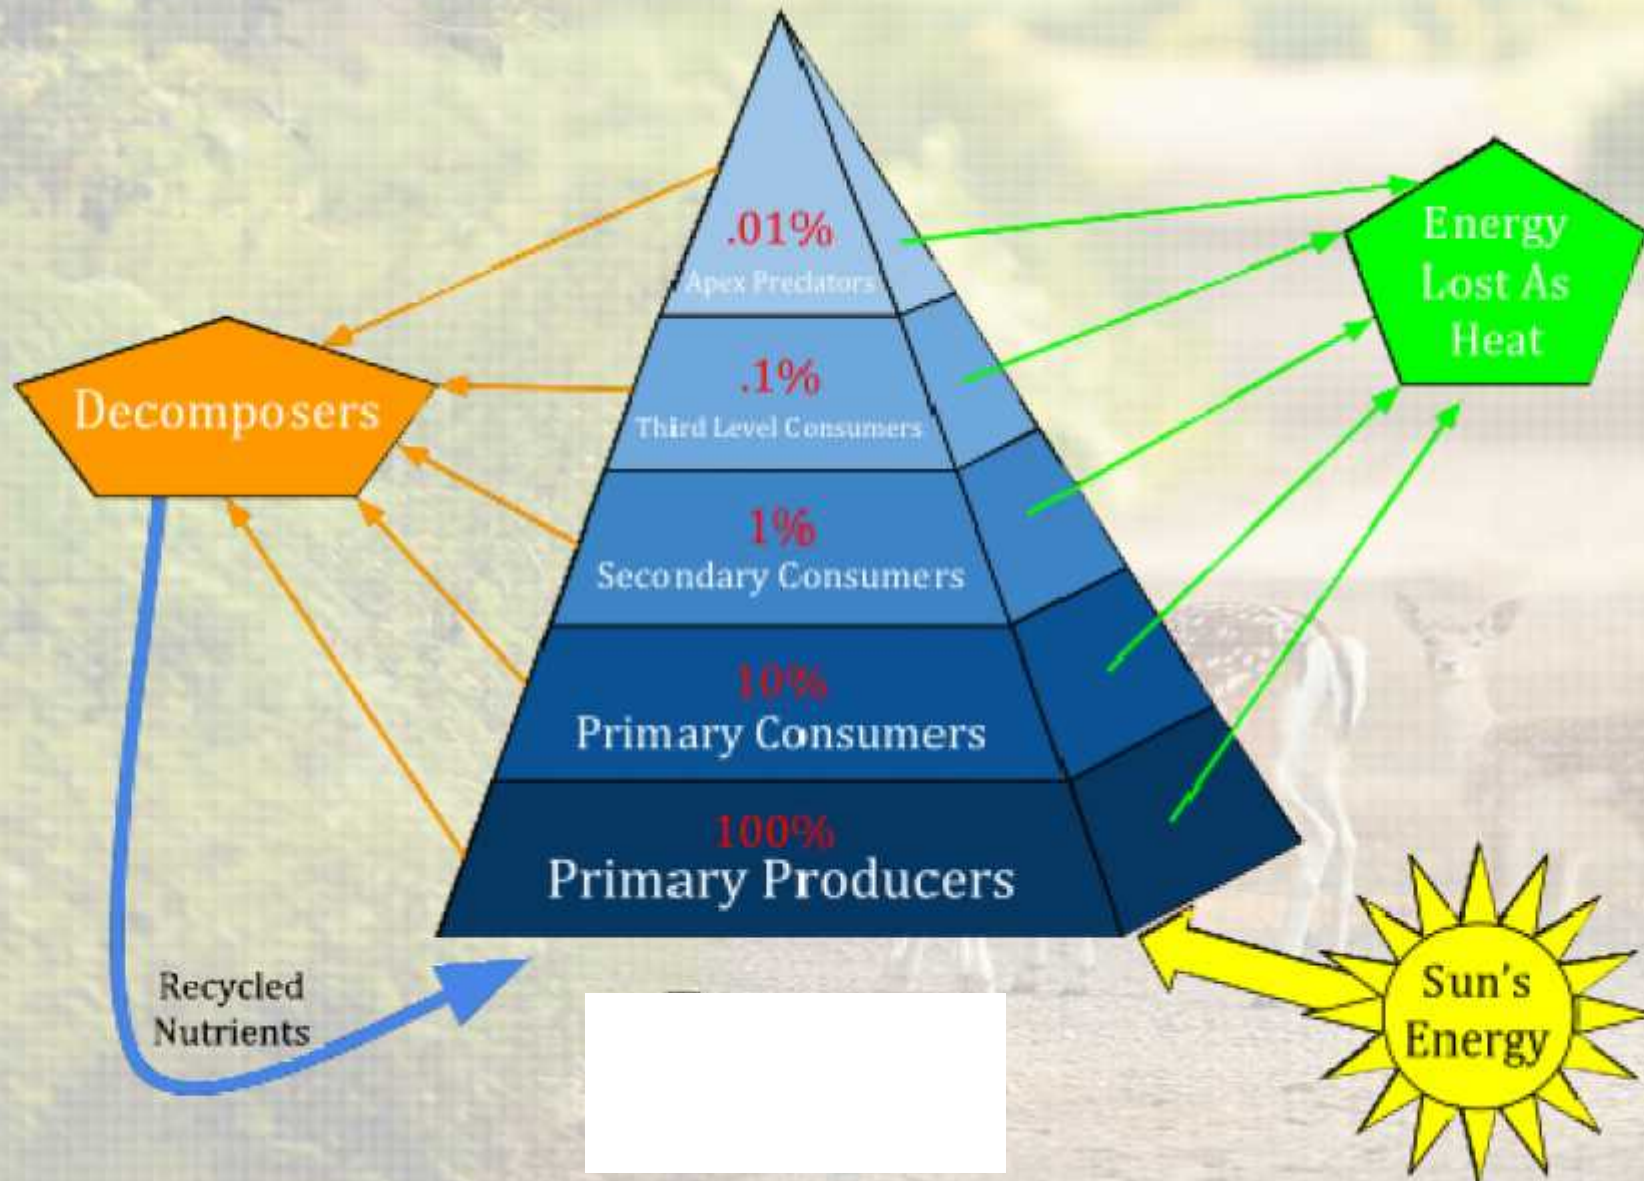 .01%
Apex Predators
.1%
Third Level Consumers
1%
Secondary Consumers
10%
Primary Consumers
100%
Primary Producers
Decomposers
Recycled
Nutrients
Energy
Lost As
Heat
Sun's
Energy